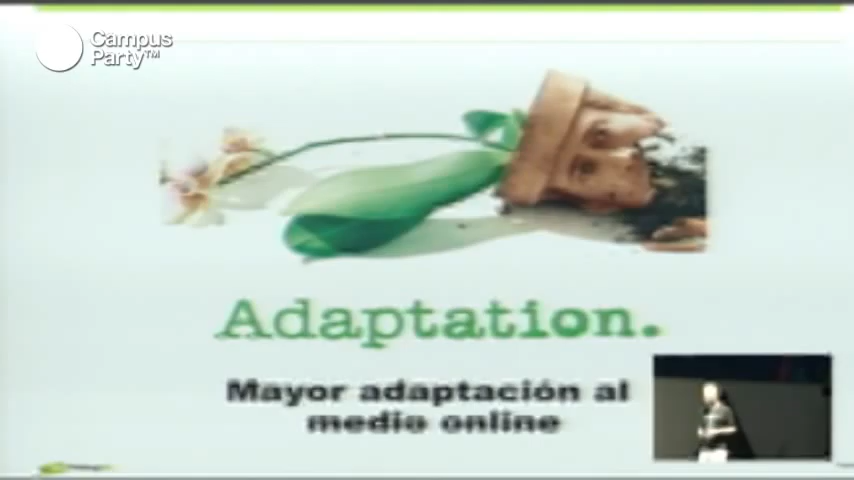 Campus
Party™
Adaptation.
Mayor adaptación al
medio online